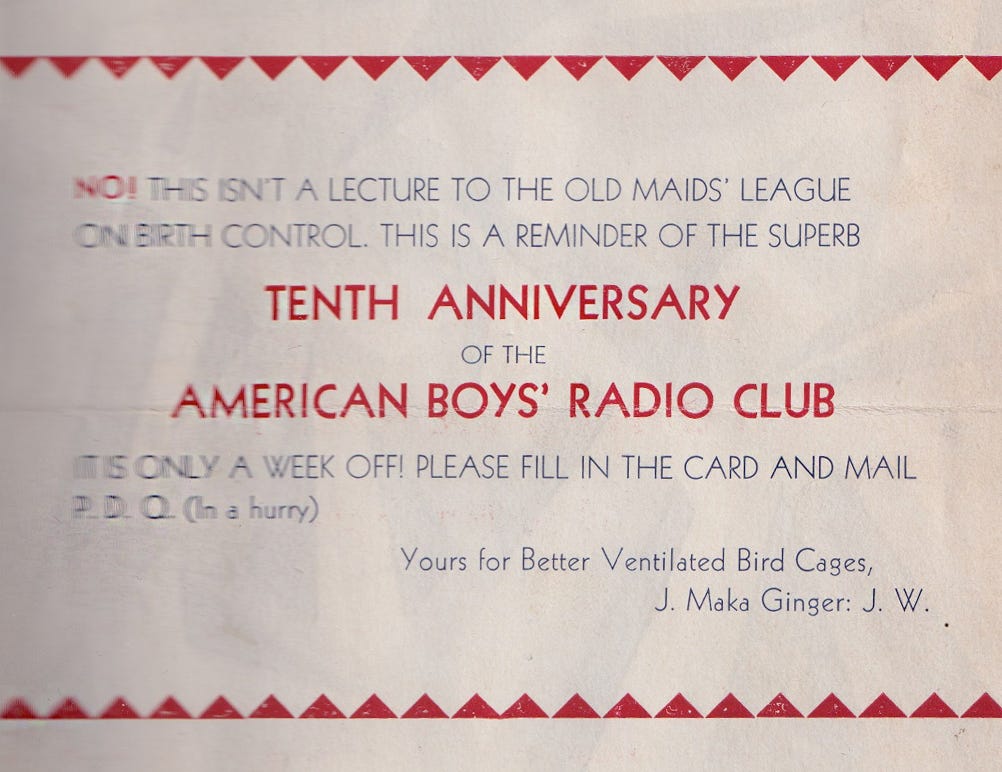 NO! THIS ISN'T A LECTURE TO THE OLD MAIDS' LEAGUE
ON BIRTH CONTROL. THIS IS A REMINDER OF THE SUPERB
TENTH ANNIVERSARY
OF THE
AMERICAN BOYS' RADIO CLUB
IT IS ONLY A WEEK OFF! PLEASE FILL IN THE CARD AND MAIL
P. D. Q. (In a hurry)
Yours for Better Ventilated Bird Cages,
J. Maka Ginger: J. W.